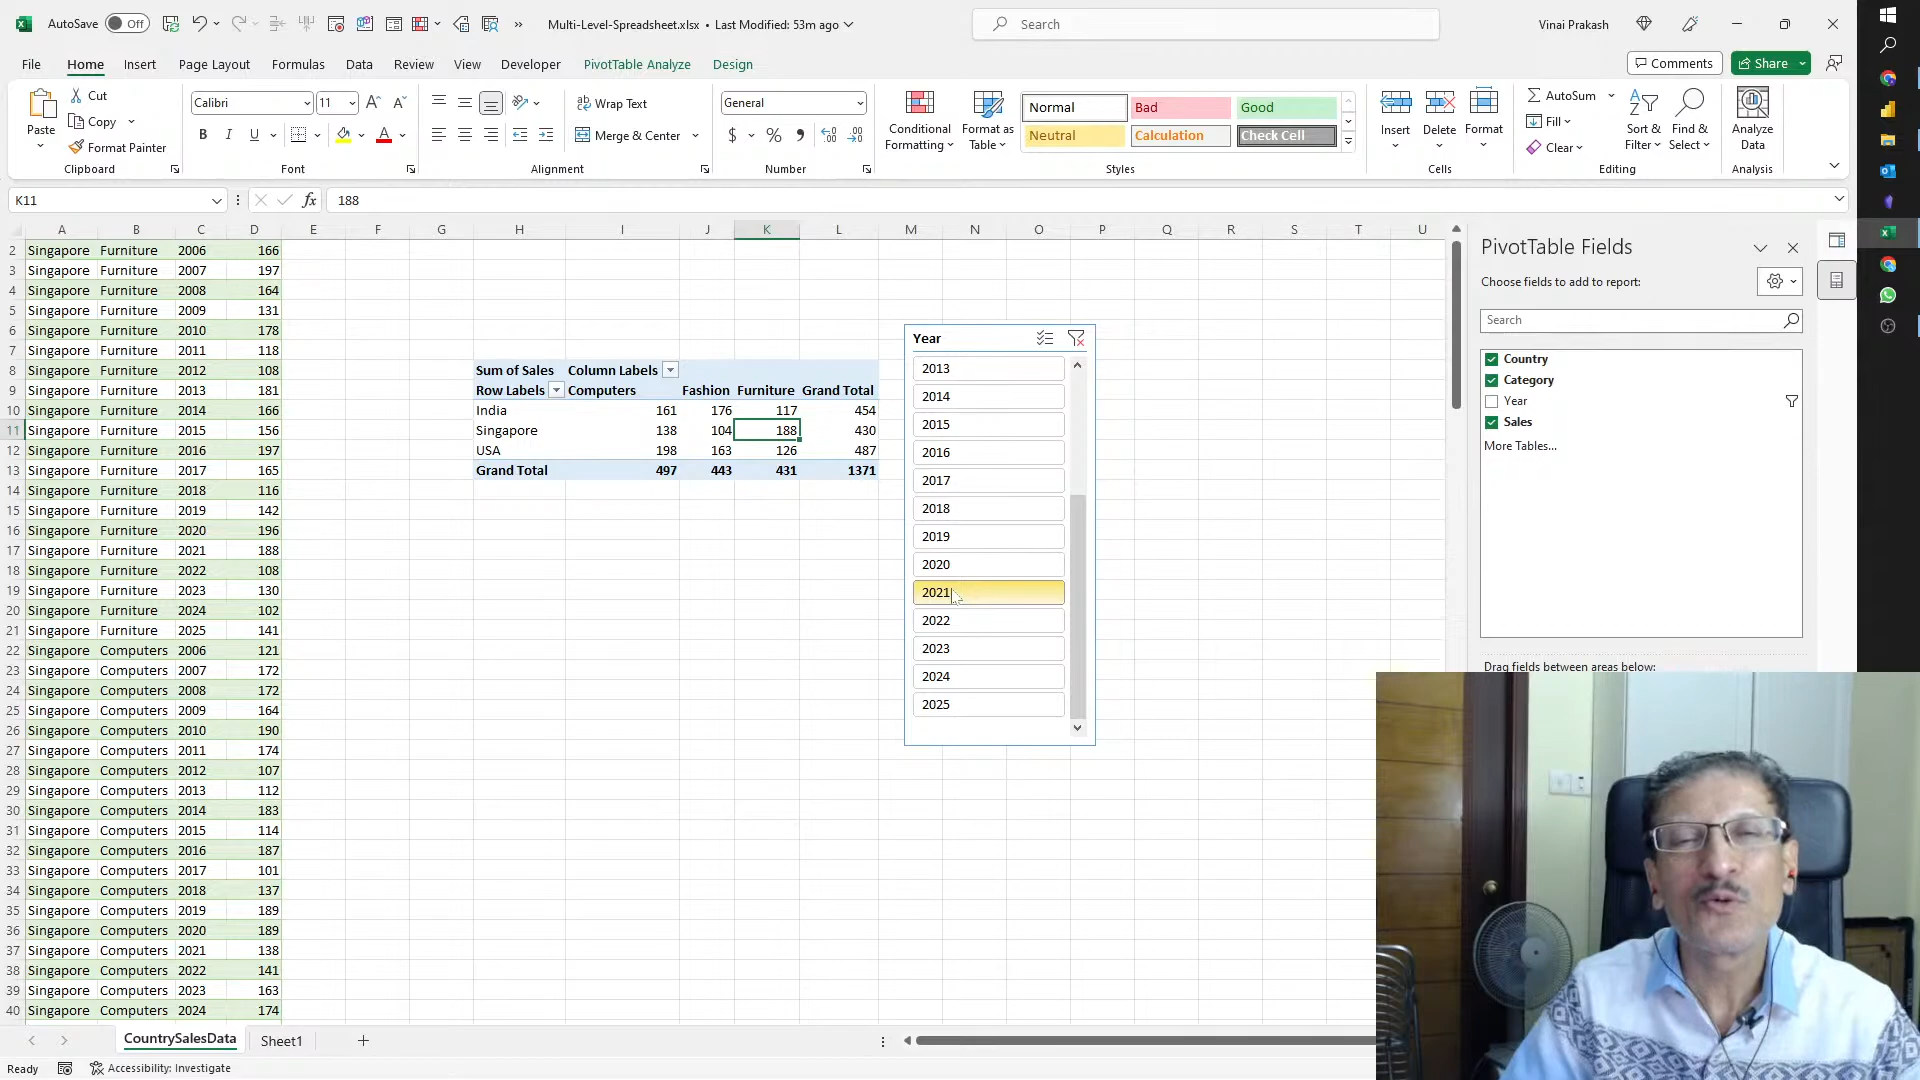 AutoSave Off Multi-Level-Spreadsheet.xlsx • Last Modified: 53m ago Search Vinai Prakash
File Home Insert Page Layout Formulas Data Review View Developer PivotTable Analyze Design Comments Share
Paste Cut Copy Format Painter Clipboard
Calibri 11 B I U A Font
Wrap Text Merge & Center Alignment
General $ % , Number
Conditional Formatting Format as Table
Normal Bad Good
Neutral Calculation Check Cell
Styles
Insert Delete Format Cells
AutoSum Fill Clear Sort & Filter Find & Select Editing
Analyze Data Analysis
K11 fx 188
A B C D E F G H I J K L M N O P Q R S T U
2 Singapore Furniture 2006 166
3 Singapore Furniture 2007 197
4 Singapore Furniture 2008 164
5 Singapore Furniture 2009 131
6 Singapore Furniture 2010 178
7 Singapore Furniture 2011 118
8 Singapore Furniture 2012 108
9 Singapore Furniture 2013 181
10 Singapore Furniture 2014 166
11 Singapore Furniture 2015 156
12 Singapore Furniture 2016 197
13 Singapore Furniture 2017 165
14 Singapore Furniture 2018 116
15 Singapore Furniture 2019 142
16 Singapore Furniture 2020 196
17 Singapore Furniture 2021 188
18 Singapore Furniture 2022 108
19 Singapore Furniture 2023 130
20 Singapore Furniture 2024 102
21 Singapore Furniture 2025 141
22 Singapore Computers 2006 121
23 Singapore Computers 2007 172
24 Singapore Computers 2008 172
25 Singapore Computers 2009 164
26 Singapore Computers 2010 190
27 Singapore Computers 2011 174
28 Singapore Computers 2012 107
29 Singapore Computers 2013 112
30 Singapore Computers 2014 183
31 Singapore Computers 2015 114
32 Singapore Computers 2016 187
33 Singapore Computers 2017 101
34 Singapore Computers 2018 137
35 Singapore Computers 2019 189
36 Singapore Computers 2020 189
37 Singapore Computers 2021 138
38 Singapore Computers 2022 141
39 Singapore Computers 2023 163
40 Singapore Computers 2024 174
Sum of Sales Column Labels
Row Labels Computers Fashion Furniture Grand Total
India 161 176 117 454
Singapore 138 104 188 430
USA 198 163 126 487
Grand Total 497 443 431 1371
Year
2013
2014
2015
2016
2017
2018
2019
2020
2021
2022
2023
2024
2025
PivotTable Fields
Choose fields to add to report:
Search
Country
Category
Year
Sales
More Tables...
Drag fields between areas below:
CountrySalesData Sheet1
Ready Accessibility: Investigate